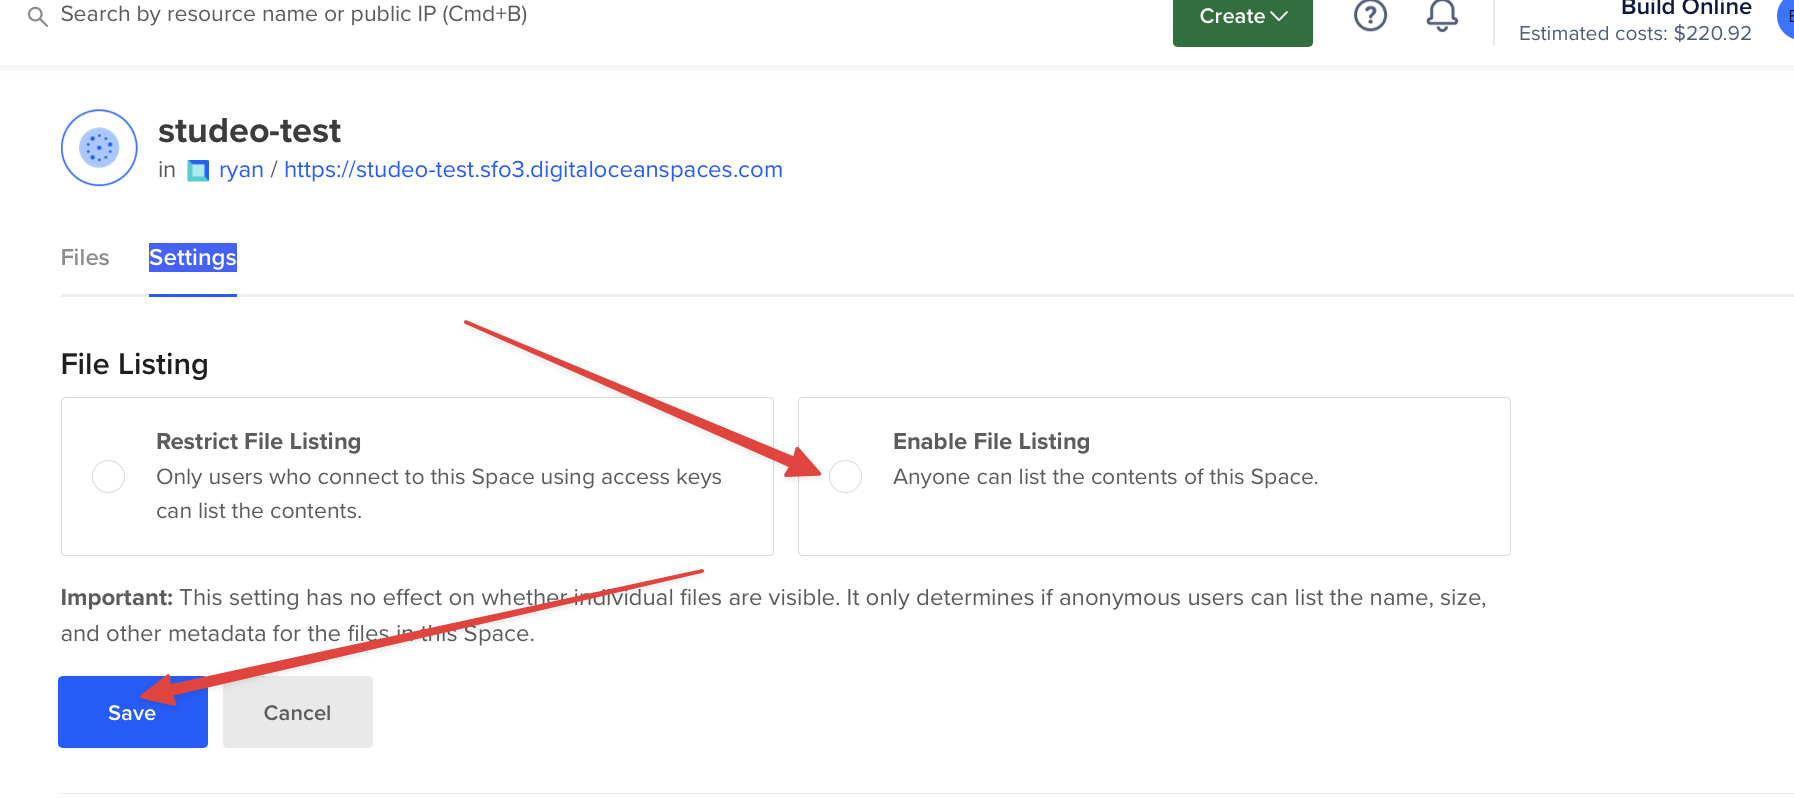 Search by resource name or public IP (Cmd+B)
Create
?
Build Online
Estimated costs: $220.92
studeo-test
in ryan / https://studeo-test.sfo3.digitaloceanspaces.com
Files Settings
File Listing
Restrict File Listing
Only users who connect to this Space using access keys
can list the contents.
Enable File Listing
Anyone can list the contents of this Space.
Important: This setting has no effect on whether individual files are visible. It only determines if anonymous users can list the name, size,
and other metadata for the files in this Space.
Save Cancel